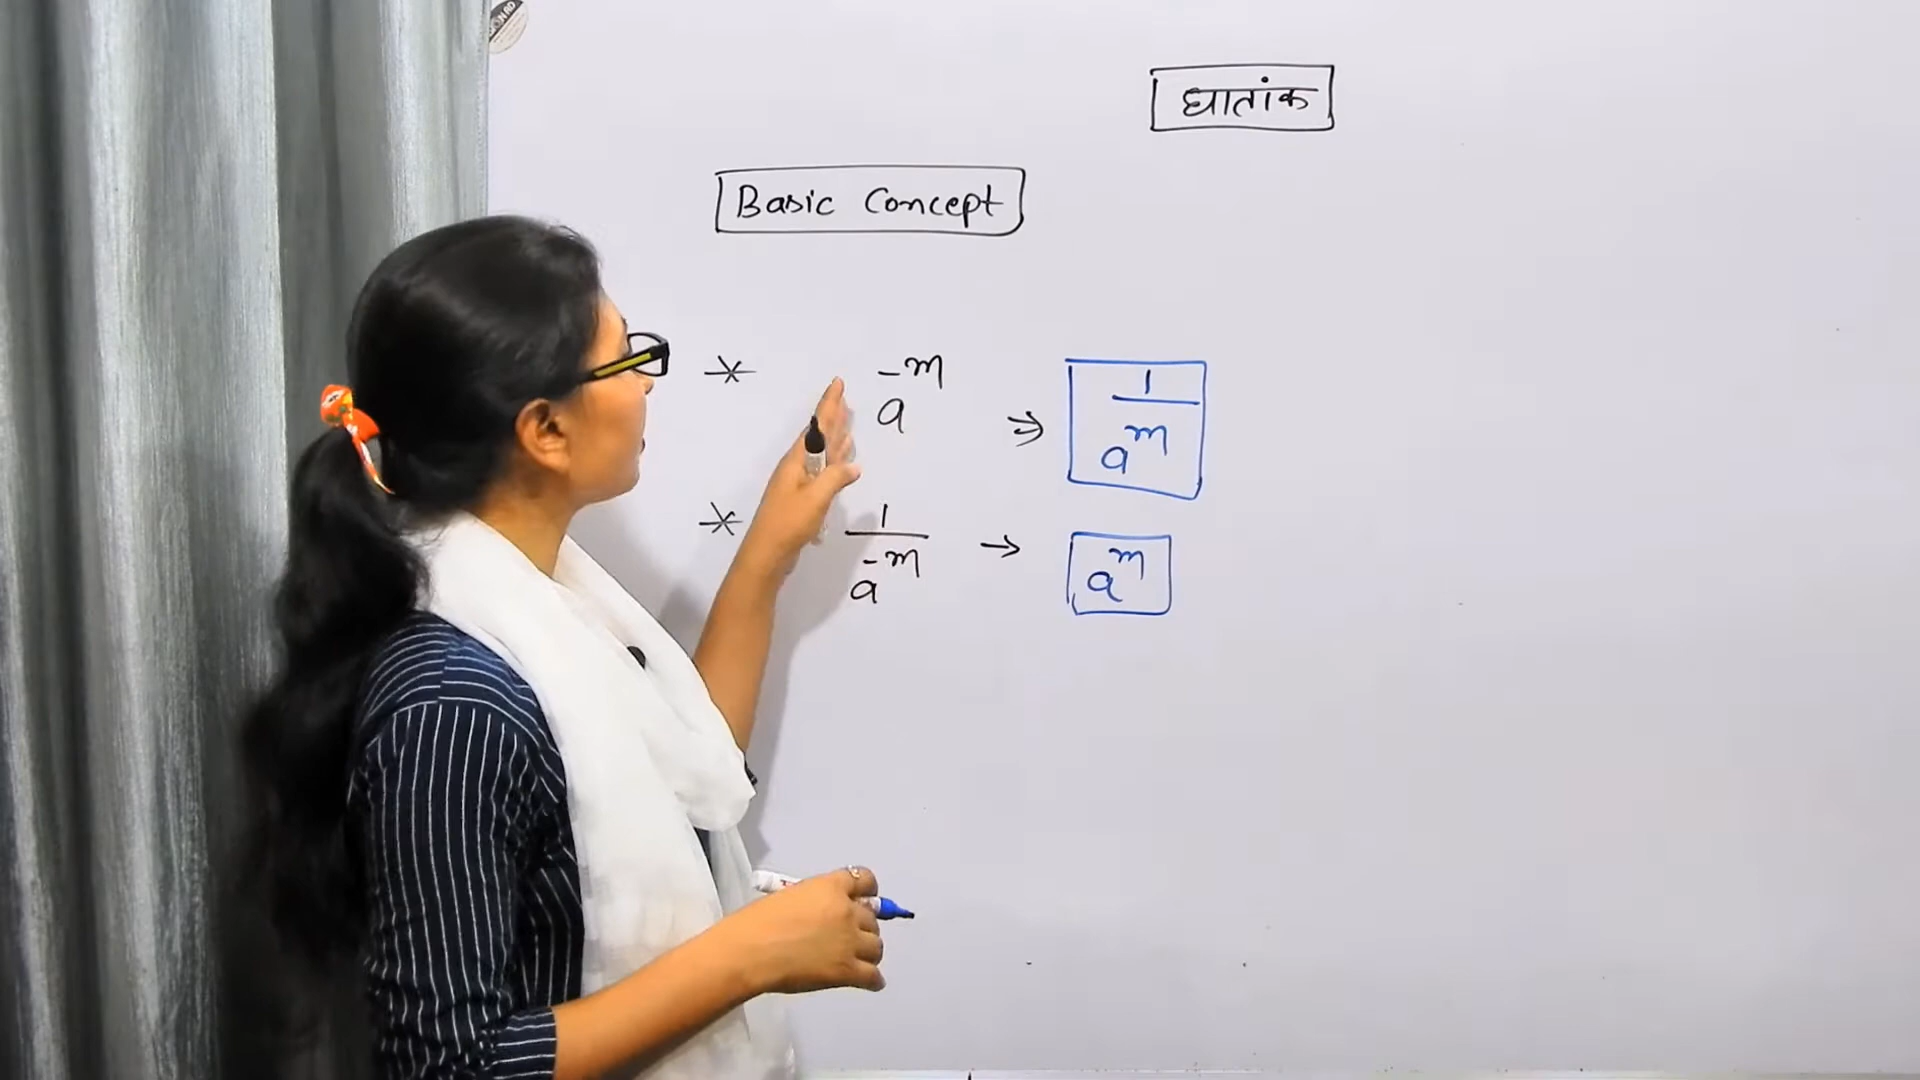 घातांक
Basic Concept
* a^-m ⇒ 1/a^m
* 1/a^-m → a^m